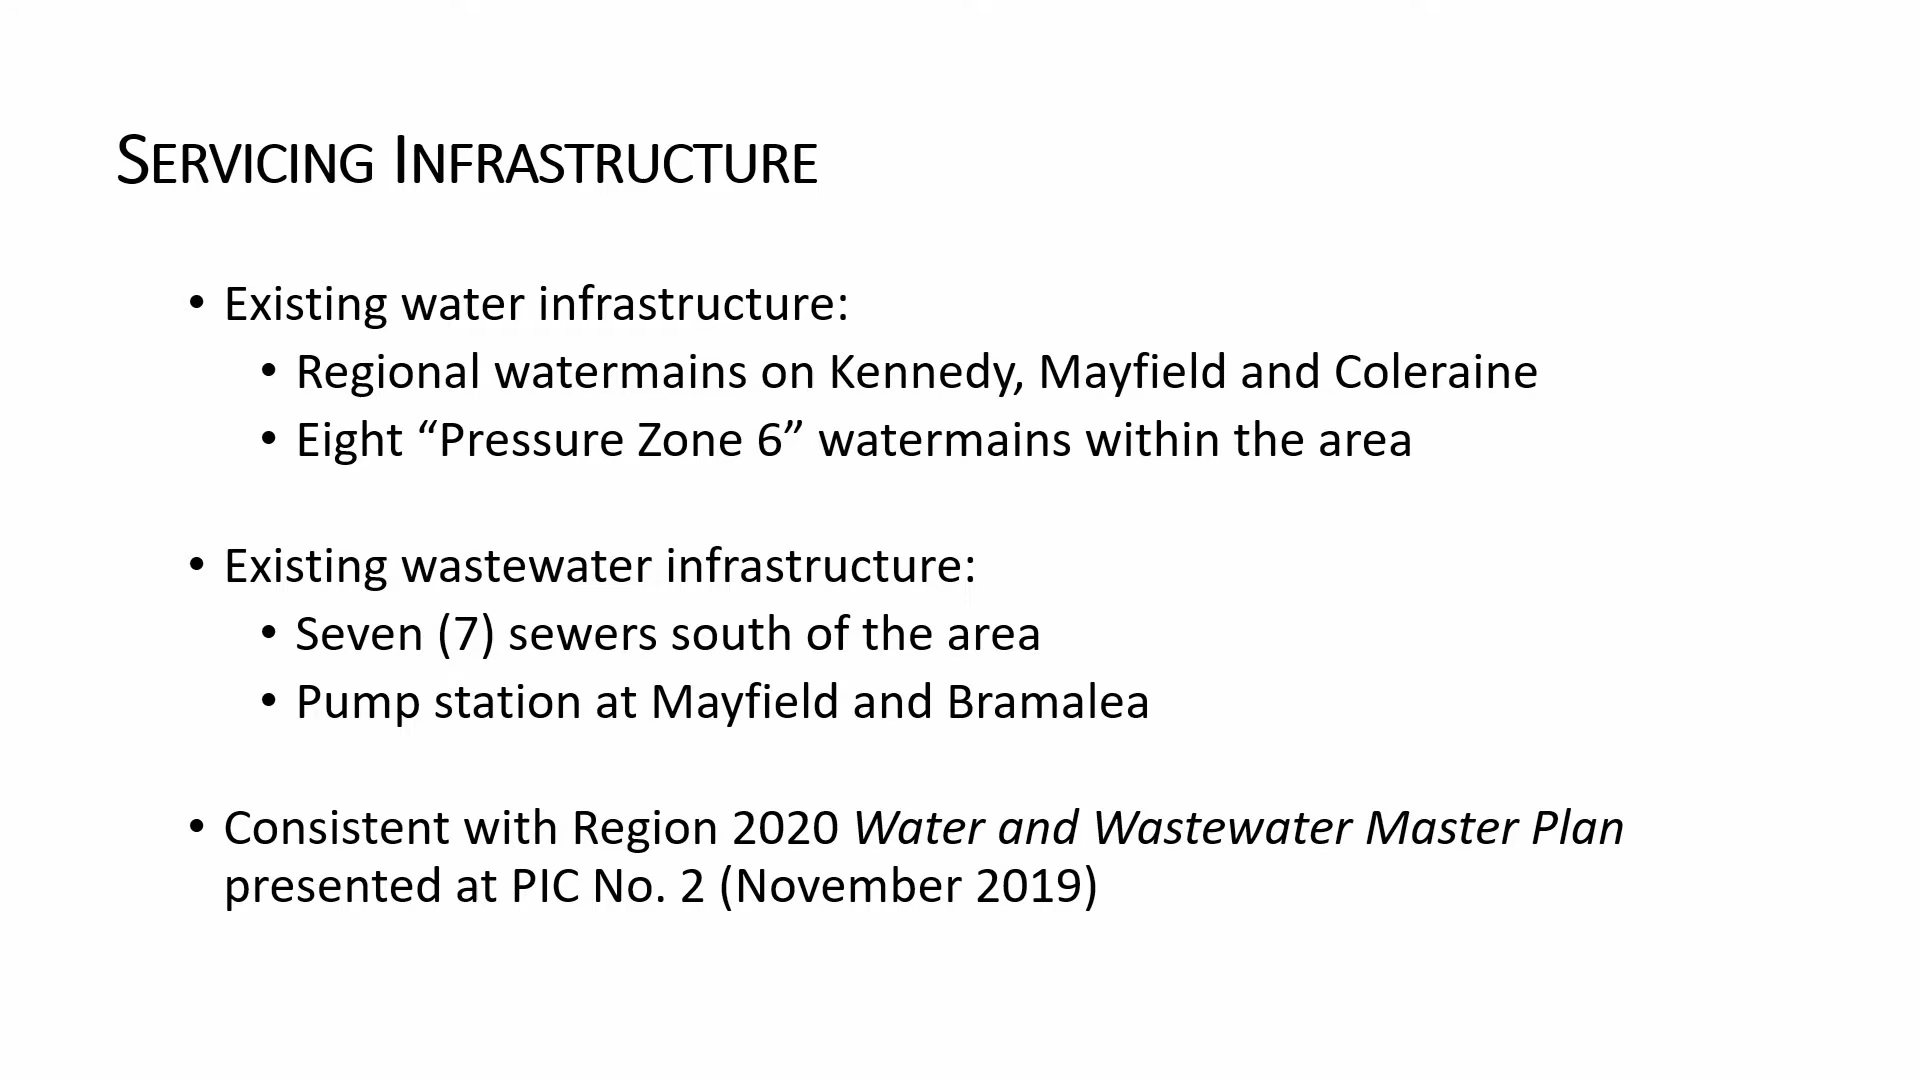 SERVICING INFRASTRUCTURE
• Existing water infrastructure:
• Regional watermains on Kennedy, Mayfield and Coleraine
• Eight “Pressure Zone 6” watermains within the area
• Existing wastewater infrastructure:
• Seven (7) sewers south of the area
• Pump station at Mayfield and Bramalea
• Consistent with Region 2020 Water and Wastewater Master Plan
presented at PIC No. 2 (November 2019)